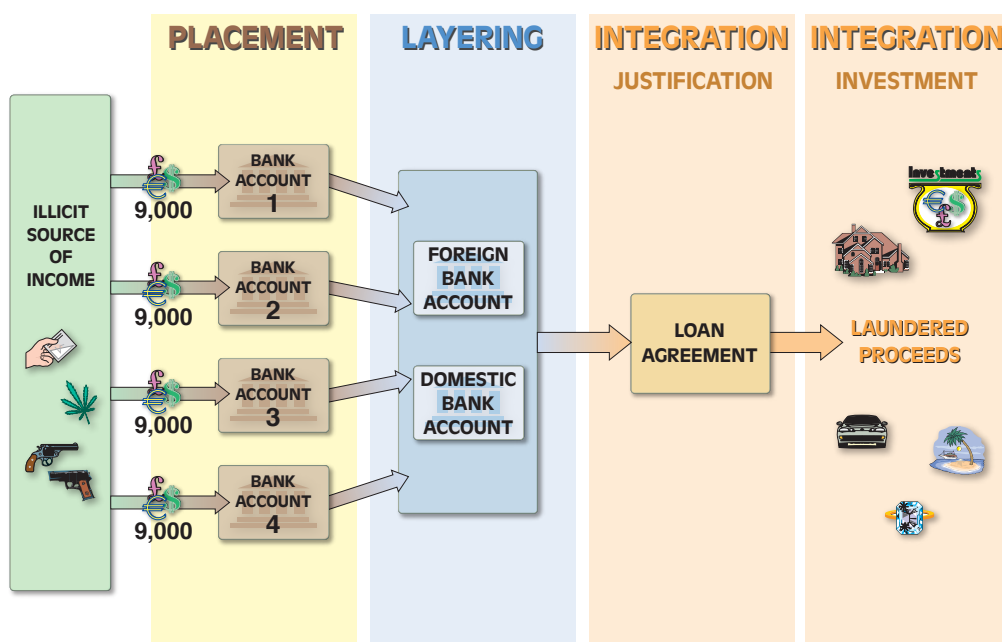 PLACEMENT
LAYERING
INTEGRATION
JUSTIFICATION
INTEGRATION
INVESTMENT
ILLICIT
SOURCE
OF
INCOME
£
€$
9,000
BANK
ACCOUNT
1
£
€$
9,000
BANK
ACCOUNT
2
£
€$
9,000
BANK
ACCOUNT
3
£
€$
9,000
BANK
ACCOUNT
4
FOREIGN
BANK
ACCOUNT
DOMESTIC
BANK
ACCOUNT
LOAN
AGREEMENT
Investments
€$
£
LAUNDERED
PROCEEDS